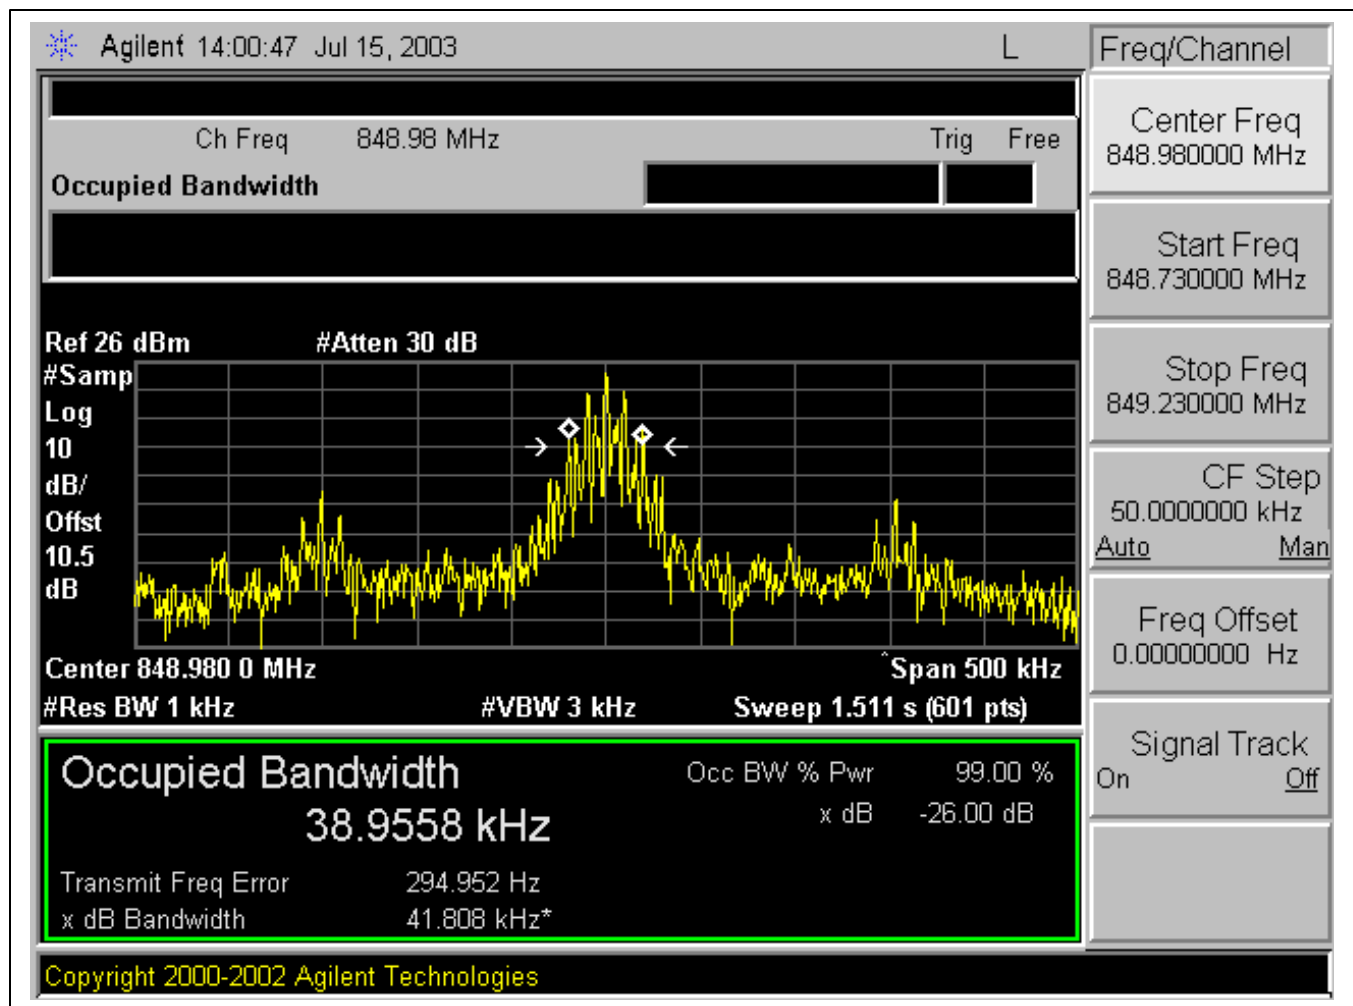 Agilent 14:00:47 Jul 15, 2003 L
Freq/Channel
Ch Freq 848.98 MHz Trig Free
Occupied Bandwidth
Center Freq
848.980000 MHz
Start Freq
848.730000 MHz
Stop Freq
849.230000 MHz
CF Step
50.0000000 kHz
Auto Man
Freq Offset
0.00000000 Hz
Signal Track
On Off
Ref 26 dBm #Atten 30 dB
#Samp
Log
10
dB/
Offst
10.5
dB
Center 848.980 0 MHz ^Span 500 kHz
#Res BW 1 kHz #VBW 3 kHz Sweep 1.511 s (601 pts)
Occupied Bandwidth Occ BW % Pwr 99.00 %
38.9558 kHz x dB -26.00 dB
Transmit Freq Error 294.952 Hz
x dB Bandwidth 41.808 kHz*
Copyright 2000-2002 Agilent Technologies